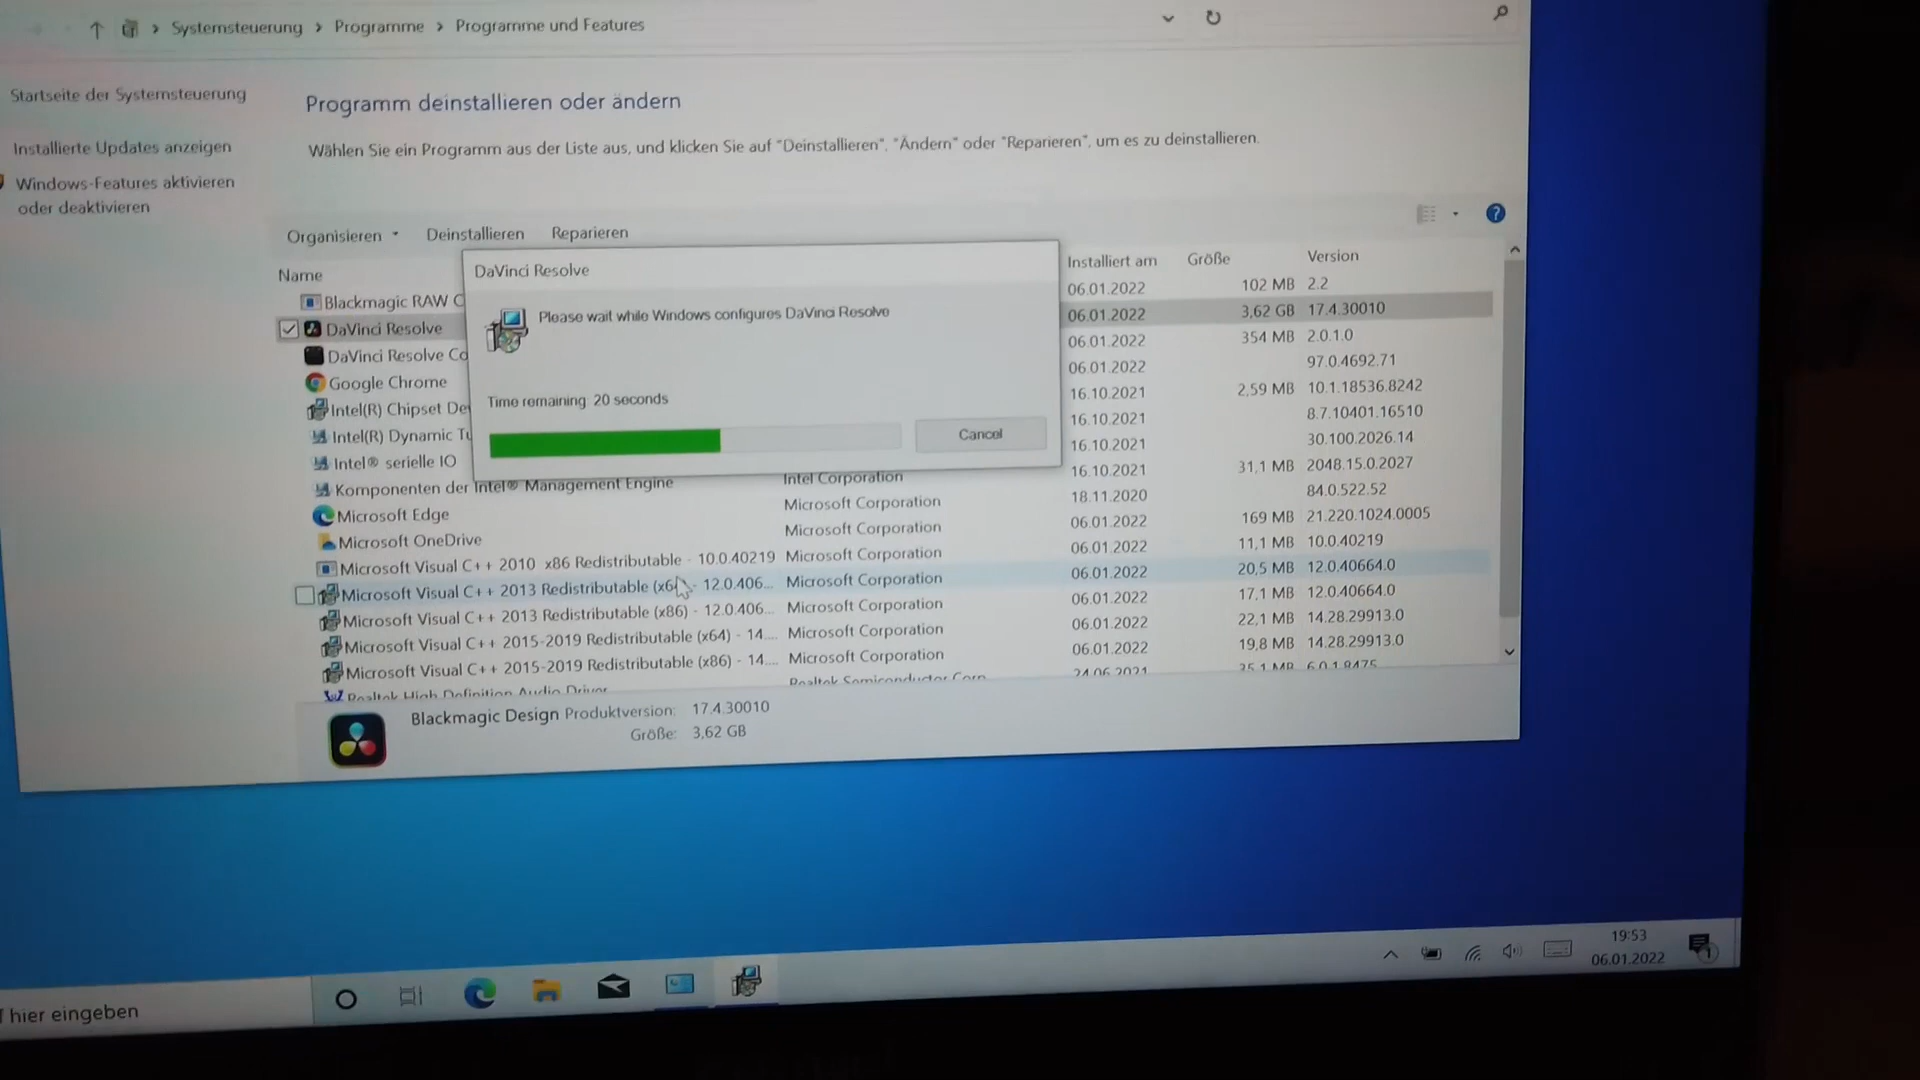 Systemsteuerung > Programme > Programme und Features
Startseite der Systemsteuerung
Installierte Updates anzeigen
Windows-Features aktivieren
oder deaktivieren
Programm deinstallieren oder ändern
Wählen Sie ein Programm aus der Liste aus, und klicken Sie auf "Deinstallieren", "Ändern" oder "Reparieren", um es zu deinstallieren.
Organisieren Deinstallieren Reparieren
Name Installiert am Größe Version
Blackmagic RAW C 06.01.2022 102 MB 2.2
DaVinci Resolve 06.01.2022 3,62 GB 17.4.30010
DaVinci Resolve Co 06.01.2022 354 MB 2.0.1.0
Google Chrome 06.01.2022 97.0.4692.71
Intel(R) Chipset De 16.10.2021 2,59 MB 10.1.18536.8242
Intel(R) Dynamic Tu 16.10.2021 8.7.10401.16510
Intel® serielle IO 16.10.2021 30.100.2026.14
Komponenten der Intel® Management Engine Intel Corporation 16.10.2021 31,1 MB 2048.15.0.2027
Microsoft Edge Microsoft Corporation 18.11.2020 84.0.522.52
Microsoft OneDrive Microsoft Corporation 06.01.2022 169 MB 21.220.1024.0005
Microsoft Visual C++ 2010 x86 Redistributable - 10.0.40219 Microsoft Corporation 06.01.2022 11,1 MB 10.0.40219
Microsoft Visual C++ 2013 Redistributable (x64) - 12.0.406... Microsoft Corporation 06.01.2022 20,5 MB 12.0.40664.0
Microsoft Visual C++ 2013 Redistributable (x86) - 12.0.406... Microsoft Corporation 06.01.2022 17,1 MB 12.0.40664.0
Microsoft Visual C++ 2015-2019 Redistributable (x64) - 14.... Microsoft Corporation 06.01.2022 22,1 MB 14.28.29913.0
Microsoft Visual C++ 2015-2019 Redistributable (x86) - 14.... Microsoft Corporation 06.01.2022 19,8 MB 14.28.29913.0
Realtek High Definition Audio Driver Realtek Semiconductor Corp 24.06.2021 35,1 MB 6.0.1.8475
DaVinci Resolve
Please wait while Windows configures DaVinci Resolve
Time remaining: 20 seconds
Cancel
Blackmagic Design Produktversion: 17.4.30010
Größe: 3,62 GB
hier eingeben
19:53
06.01.2022
1